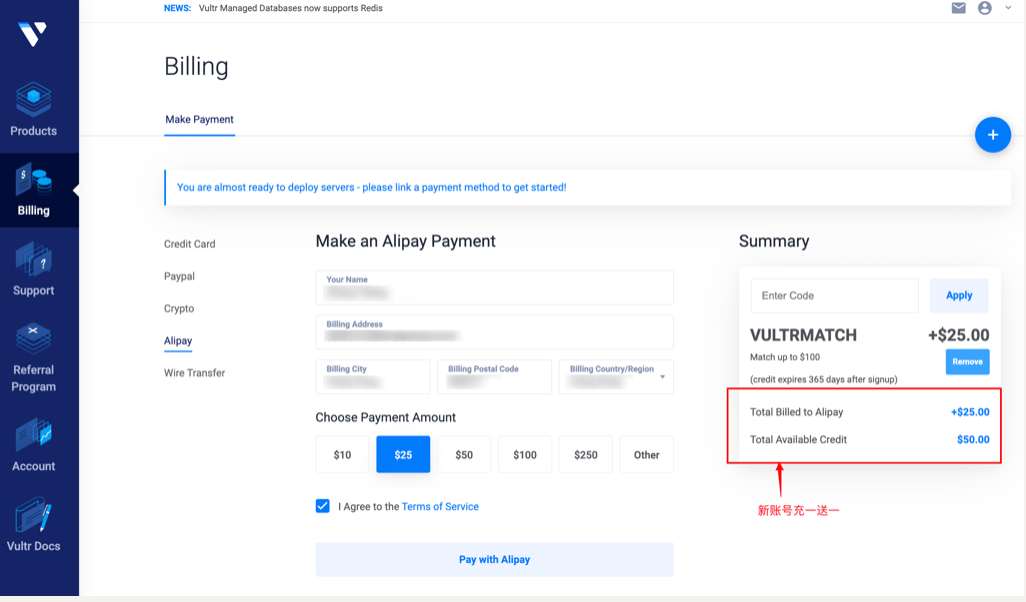 NEWS: Vultr Managed Databases now supports Redis
Products
Billing
Support
Referral
Program
Account
Vultr Docs
Billing
Make Payment
+
You are almost ready to deploy servers - please link a payment method to get started!
Credit Card
Paypal
Crypto
Alipay
Wire Transfer
Make an Alipay Payment
Your Name
Billing Address
Billing City Billing Postal Code Billing Country/Region
Choose Payment Amount
$10 $25 $50 $100 $250 Other
I Agree to the Terms of Service
Pay with Alipay
Summary
Enter Code Apply
VULTRMATCH +$25.00
Match up to $100 Remove
(credit expires 365 days after signup)
Total Billed to Alipay +$25.00
Total Available Credit $50.00
新账号充一送一